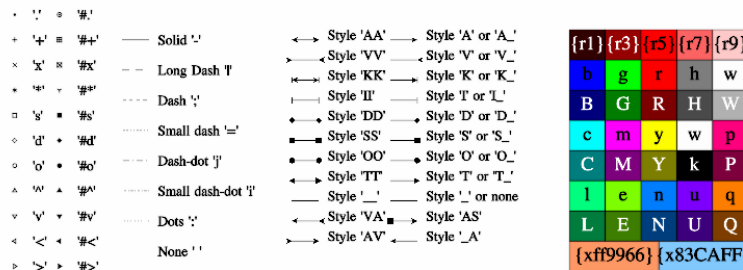 '.' '#.'
'+' '#+'
'x' '#x'
'*' '#*'
's' '#s'
'd' '#d'
'o' '#o'
'^' '#^'
'v' '#v'
'<' '#<'
'>' '#>'
Solid '-'
Long Dash '|'
Dash ';'
Small dash '='
Dash-dot 'j'
Small dash-dot 'i'
Dots ':'
None ' '
Style 'AA' Style 'A' or 'A_'
Style 'VV' Style 'V' or 'V_'
Style 'KK' Style 'K' or 'K_'
Style 'II' Style 'I' or 'I_'
Style 'DD' Style 'D' or 'D_'
Style 'SS' Style 'S' or 'S_'
Style 'OO' Style 'O' or 'O_'
Style 'TT' Style 'T' or 'T_'
Style '__' Style '_' or none
Style 'VA' Style 'AS'
Style 'AV' Style '_A'
{r1} {r3} {r5} {r7} {r9}
b g r h w
B G R H W
c m y w p
C M Y k P
l e n u q
L E N U Q
{xff9966} {x83CAFF